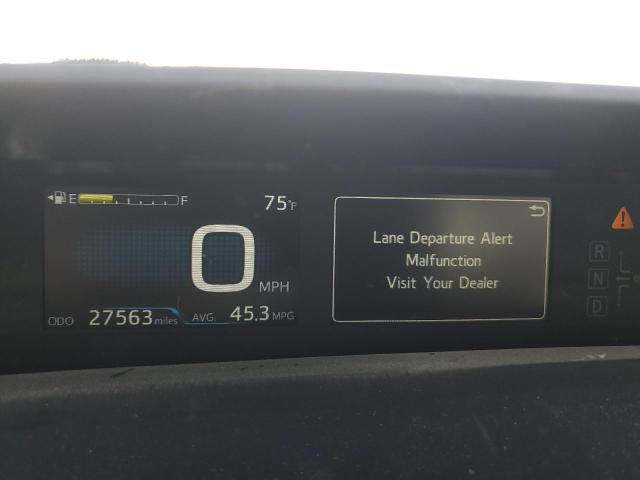 E F 75°F
0 MPH
ODO 27563 miles AVG. 45.3 MPG
Lane Departure Alert
Malfunction
Visit Your Dealer
R
N
D